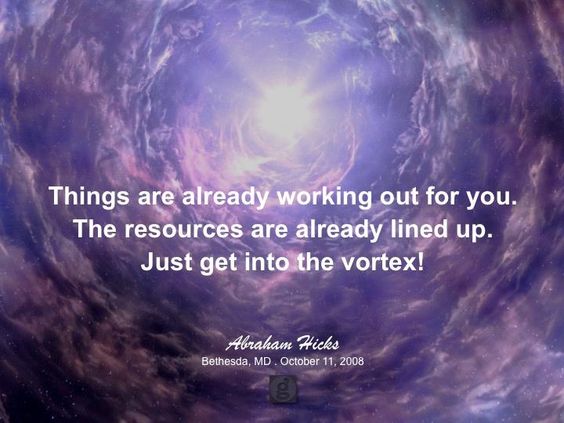 Things are already working out for you.
The resources are already lined up.
Just get into the vortex!
Abraham Hicks
Bethesda, MD . October 11, 2008
g